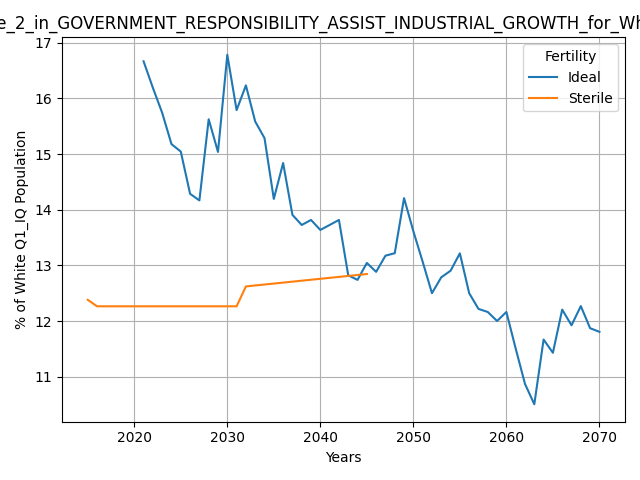 e_2_in_GOVERNMENT_RESPONSIBILITY_ASSIST_INDUSTRIAL_GROWTH_for_Wh
17
16
15
14
13
12
11
% of White Q1_IQ Population
Fertility
Ideal
Sterile
2020 2030 2040 2050 2060 2070
Years